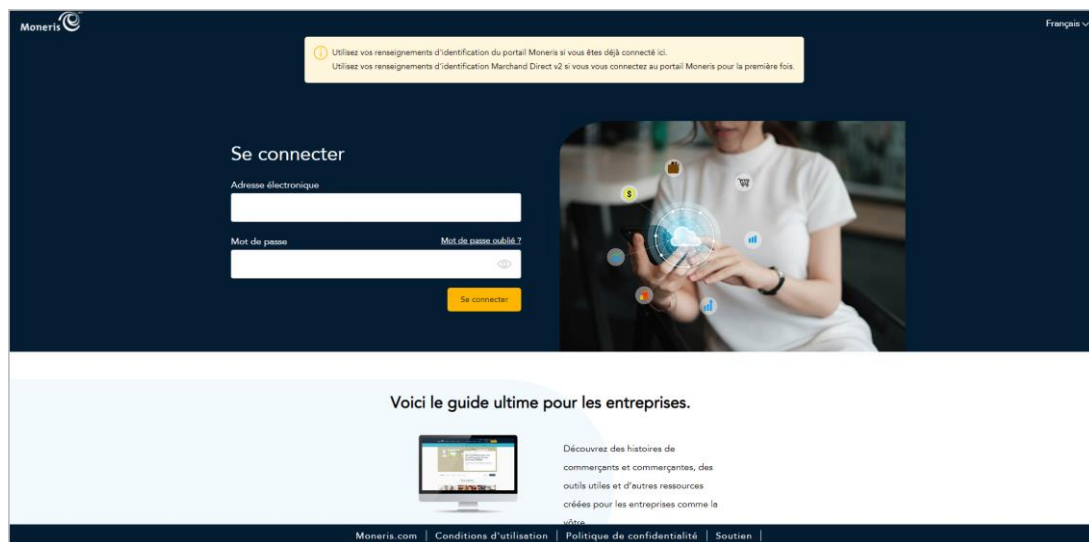 Moneris
Français
Utilisez vos renseignements d'identification du portail Moneris si vous êtes déjà connecté ici.
Utilisez vos renseignements d'identification Marchand Direct v2 si vous vous connectez au portail Moneris pour la première fois.
Se connecter
Adresse électronique
Mot de passe Mot de passe oublié ?
Se connecter
Voici le guide ultime pour les entreprises.
Découvrez des histoires de
commerçants et commerçantes, des
outils utiles et d'autres ressources
créées pour les entreprises comme la
vôtre
Moneris.com | Conditions d'utilisation | Politique de confidentialité | Soutien |